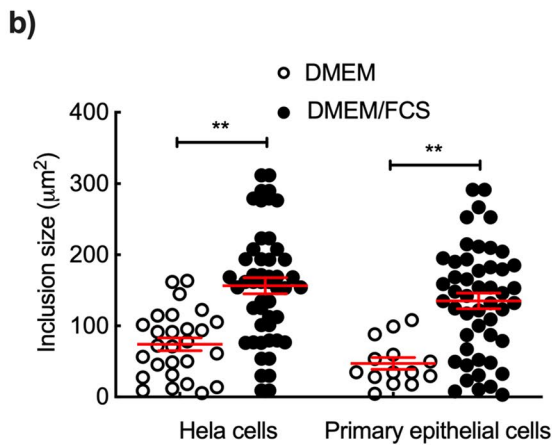 b)
DMEM
DMEM/FCS
400
300
200
100
0
Inclusion size (μm²)
**
**
Hela cells
Primary epithelial cells